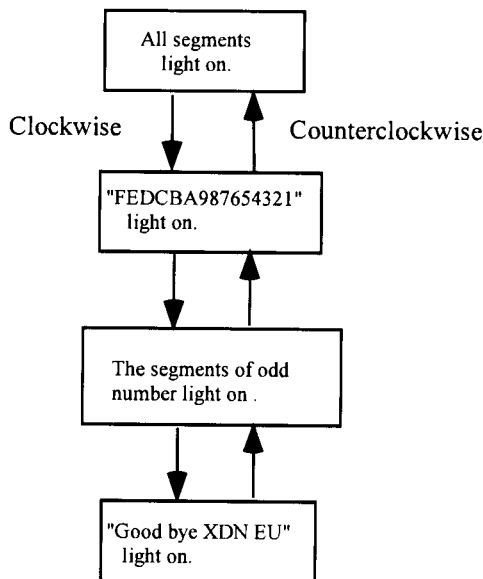 All segments
light on.
Clockwise
Counterclockwise
"FEDCBA987654321"
light on.
The segments of odd
number light on .
"Good bye XDN EU"
light on.